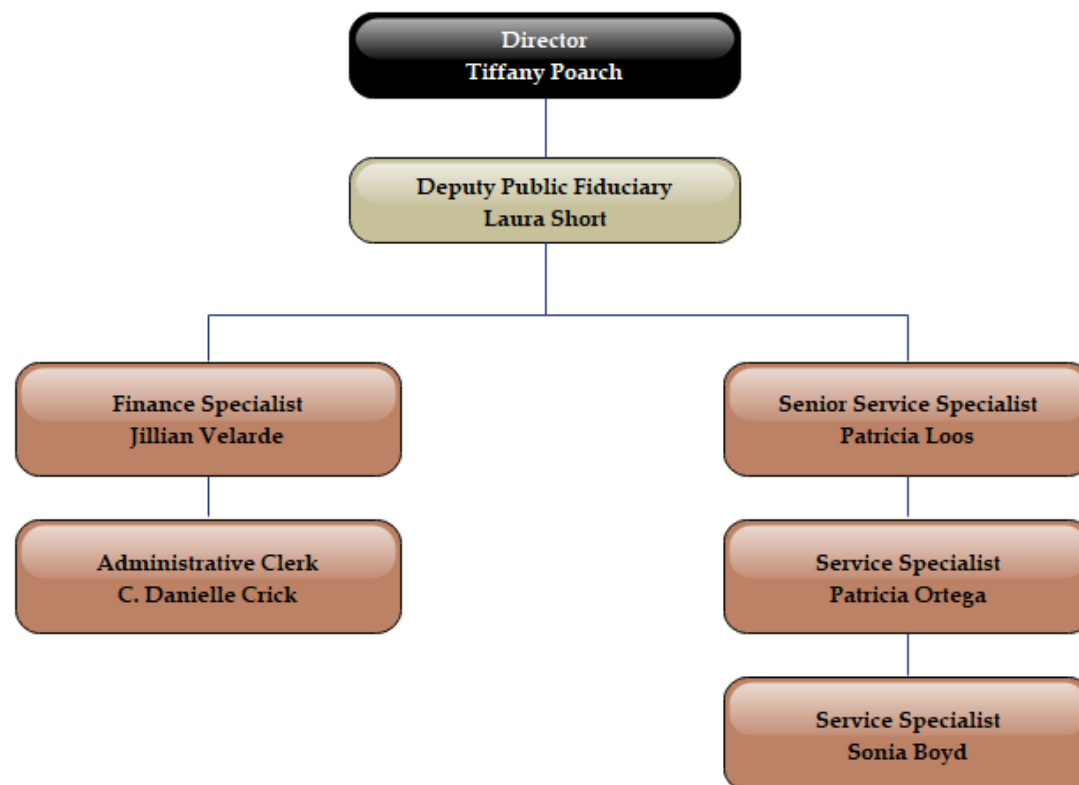 Director
Tiffany Poarch
Deputy Public Fiduciary
Laura Short
Finance Specialist
Jillian Velarde
Administrative Clerk
C. Danielle Crick
Senior Service Specialist
Patricia Loos
Service Specialist
Patricia Ortega
Service Specialist
Sonia Boyd